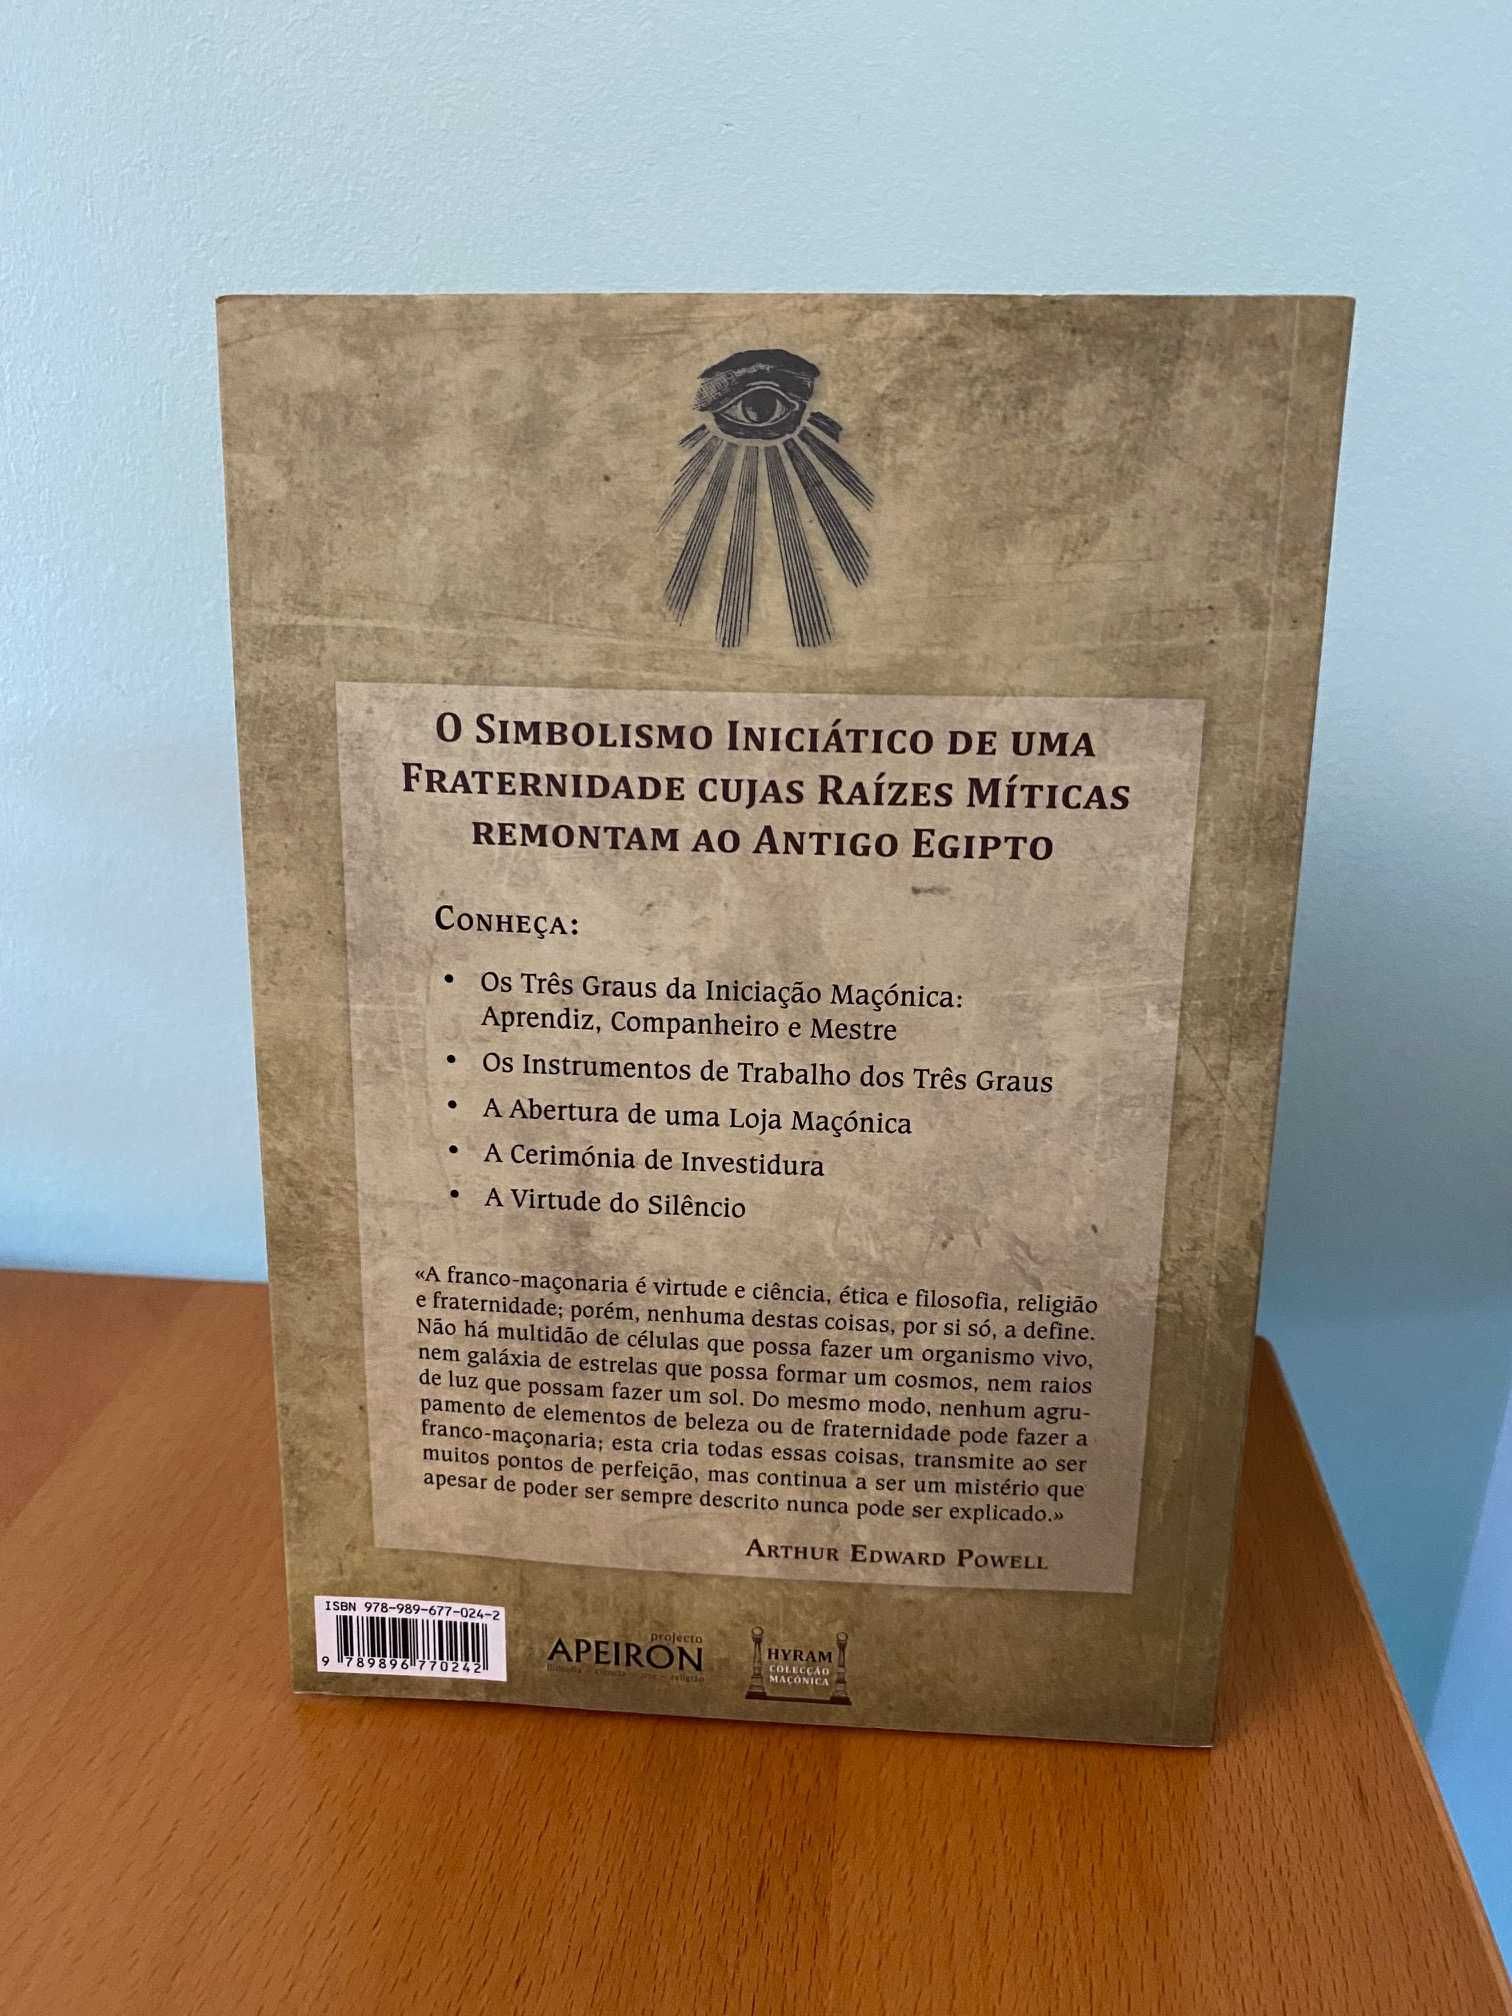 O Simbolismo Iniciático de uma
Fraternidade cujas Raízes Míticas
remontam ao Antigo Egipto
Conheça:
• Os Três Graus da Iniciação Maçónica:
Aprendiz, Companheiro e Mestre
• Os Instrumentos de Trabalho dos Três Graus
• A Abertura de uma Loja Maçónica
• A Cerimónia de Investidura
• A Virtude do Silêncio
«A franco-maçonaria é virtude e ciência, ética e filosofia, religião
e fraternidade; porém, nenhuma destas coisas, por si só, a define.
Não há multidão de células que possa fazer um organismo vivo,
nem galáxia de estrelas que possa formar um cosmos, nem raios
de luz que possam fazer um sol. Do mesmo modo, nenhum agru-
pamento de elementos de beleza ou de fraternidade pode fazer a
franco-maçonaria; esta cria todas essas coisas, transmite ao ser
muitos pontos de perfeição, mas continua a ser um mistério que
apesar de poder ser sempre descrito nunca pode ser explicado.»
Arthur Edward Powell
ISBN 978-989-677-024-2
9 789896 770242
projecto
APEIRON
religião
HYRAM
COLECÇÃO
MAÇÓNICA